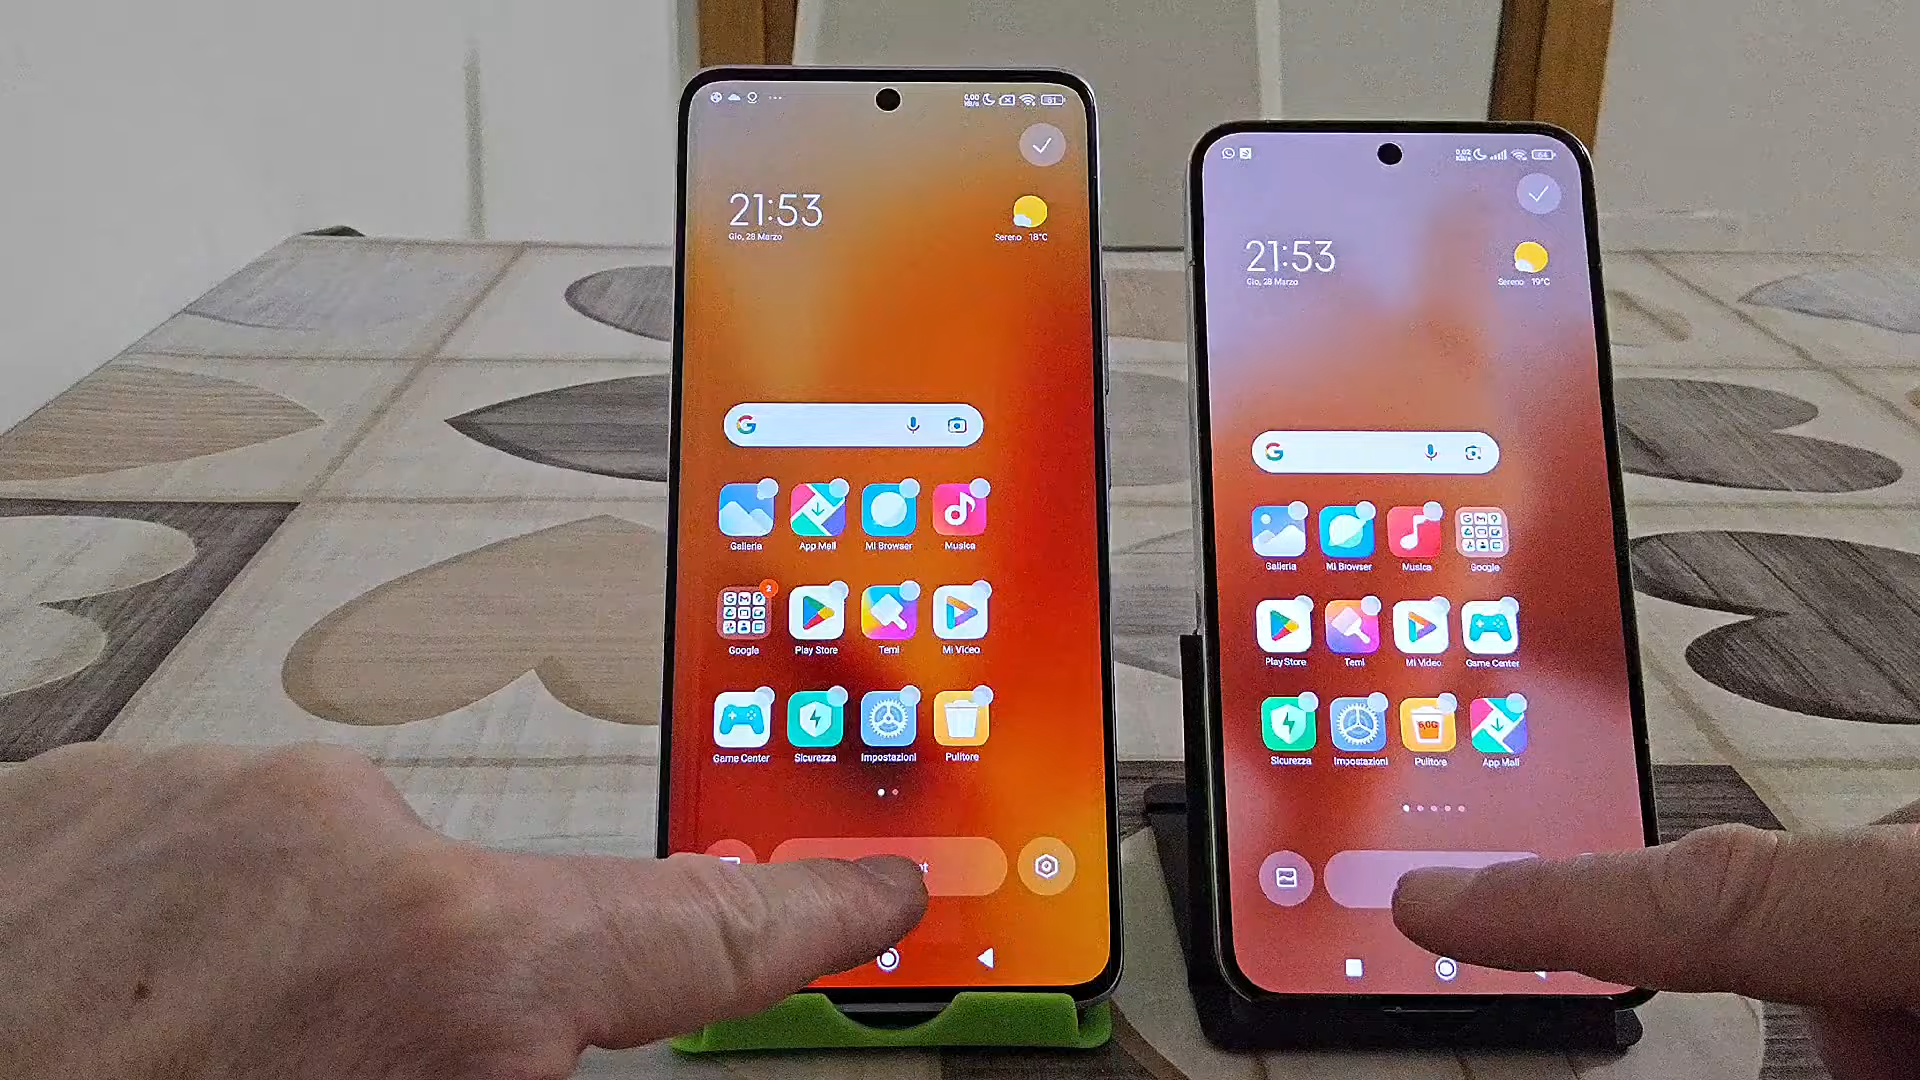 21:53
Gio, 28 Marzo
Sereno 18°C
Galleria
App Mall
Mi Browser
Musica
2
Google
Play Store
Temi
Mi Video
Game Center
Sicurezza
Impostazioni
Pulitore
21:53
Gio, 28 Marzo
Sereno 19°C
Galleria
Mi Browser
Musica
Google
Play Store
Temi
Mi Video
Game Center
Sicurezza
Impostazioni
Pulitore
App Mall